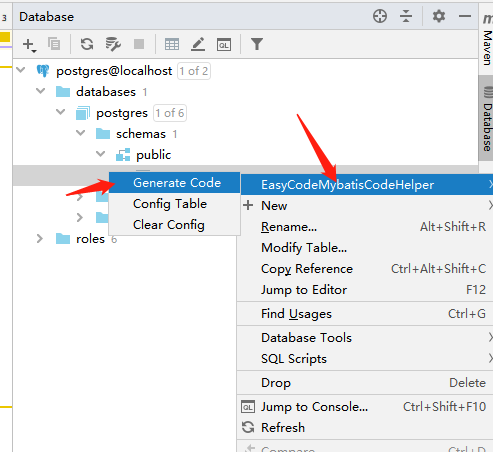 3
Database
Maven
Database
QL
postgres@localhost 1 of 2
databases 1
postgres 1 of 6
schemas 1
public
roles 6
Generate Code
Config Table
Clear Config
EasyCodeMybatisCodeHelper
New
Rename... Alt+Shift+R
Modify Table...
Copy Reference Ctrl+Alt+Shift+C
Jump to Editor F12
Find Usages Ctrl+G
Database Tools
SQL Scripts
Drop Delete
QL Jump to Console... Ctrl+Shift+F10
Refresh
Compare Ctrl+D